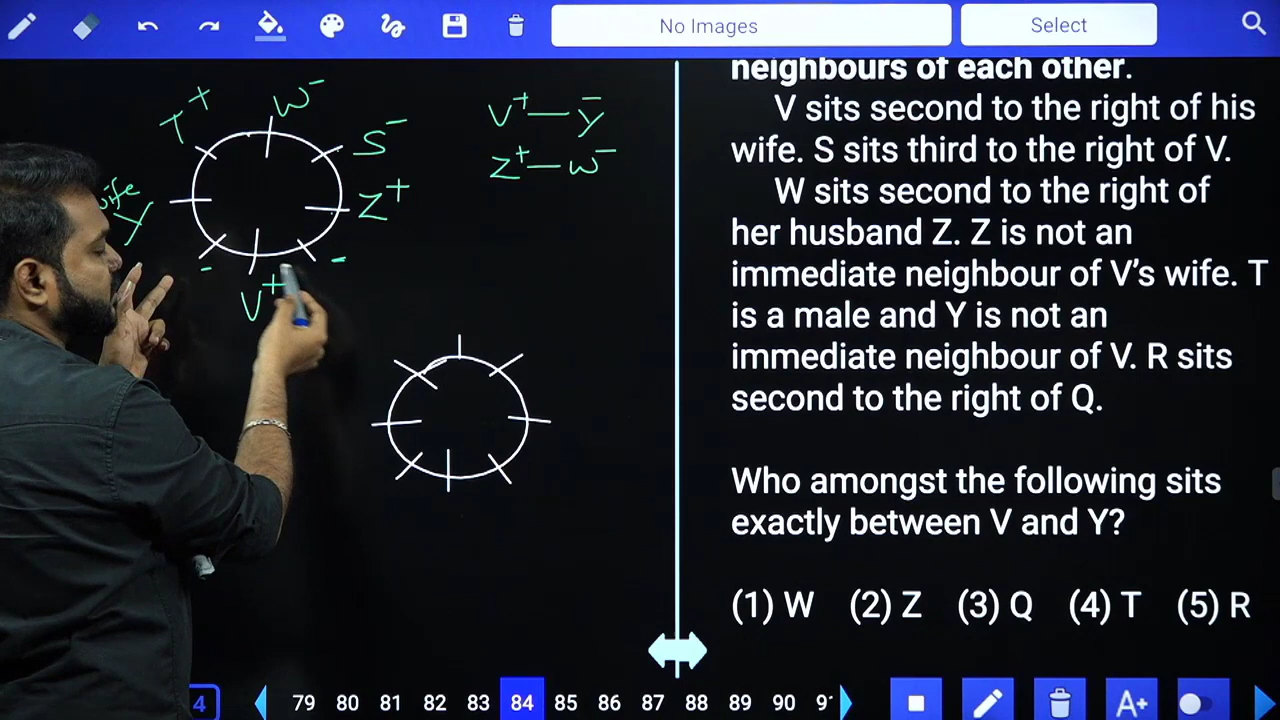 No Images
Select
neighbours of each other.
V sits second to the right of his
wife. S sits third to the right of V.
W sits second to the right of
her husband Z. Z is not an
immediate neighbour of V's wife. T
is a male and Y is not an
immediate neighbour of V. R sits
second to the right of Q.
Who amongst the following sits
exactly between V and Y?
(1) W (2) Z (3) Q (4) T (5) R
T+
W-
S-
Z+
V+
Y
V+ — Y-
Z+ — W-
4
79 80 81 82 83 84 85 86 87 88 89 90
A+